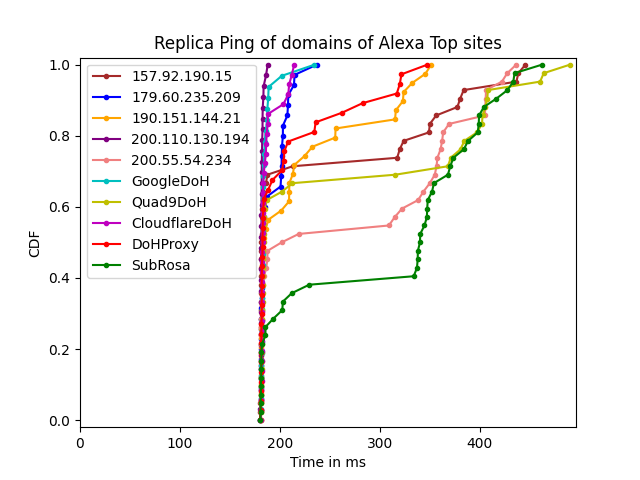 Replica Ping of domains of Alexa Top sites
1.0
0.8
0.6
0.4
0.2
0.0
CDF
157.92.190.15
179.60.235.209
190.151.144.21
200.110.130.194
200.55.54.234
GoogleDoH
Quad9DoH
CloudflareDoH
DoHProxy
SubRosa
0 100 200 300 400
Time in ms